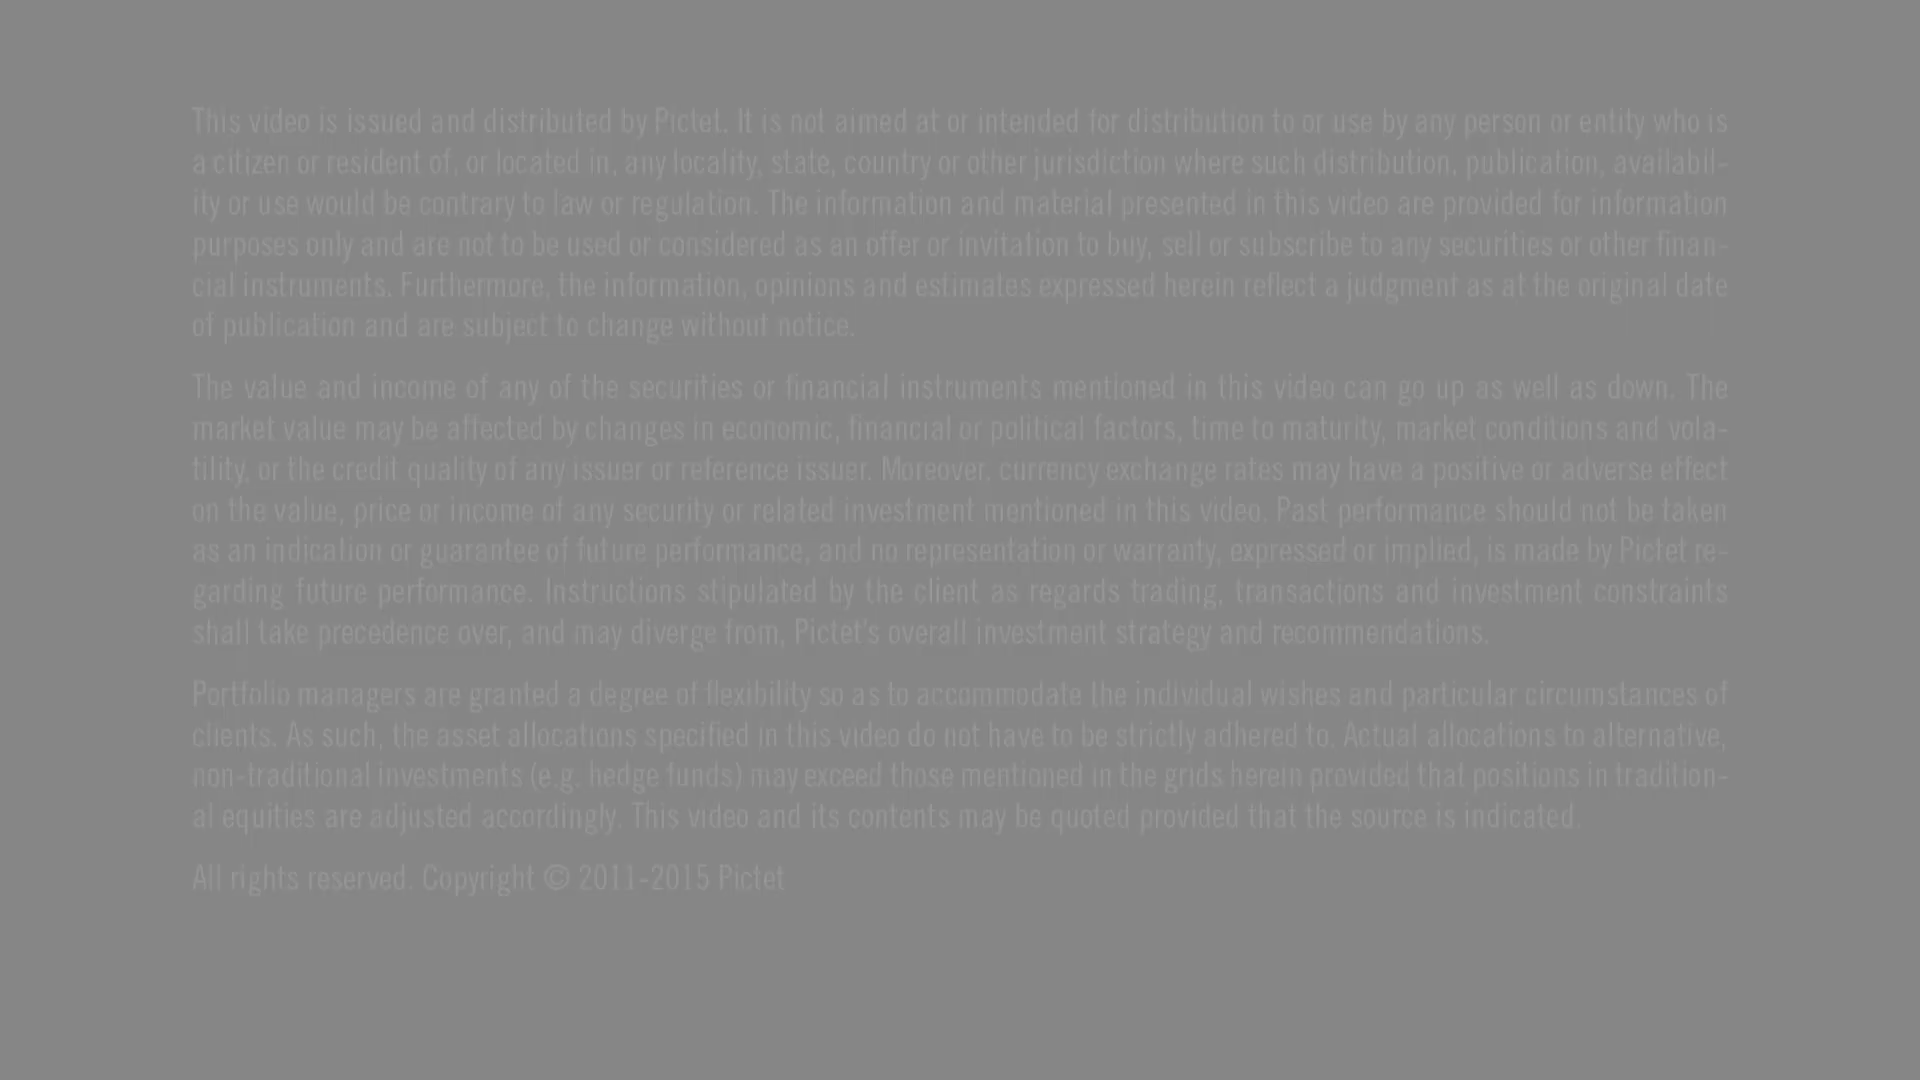 This video is issued and distributed by Pictet. It is not aimed at or intended for distribution to or use by any person or entity who is
a citizen or resident of, or located in, any locality, state, country or other jurisdiction where such distribution, publication, availabil-
ity or use would be contrary to law or regulation. The information and material presented in this video are provided for information
purposes only and are not to be used or considered as an offer or invitation to buy, sell or subscribe to any securities or other finan-
cial instruments. Furthermore, the information, opinions and estimates expressed herein reflect a judgment as at the original date
of publication and are subject to change without notice.
The value and income of any of the securities or financial instruments mentioned in this video can go up as well as down. The
market value may be affected by changes in economic, financial or political factors, time to maturity, market conditions and vola-
tility, or the credit quality of any issuer or reference issuer. Moreover, currency exchange rates may have a positive or adverse effect
on the value, price or income of any security or related investment mentioned in this video. Past performance should not be taken
as an indication or guarantee of future performance, and no representation or warranty, expressed or implied, is made by Pictet re-
garding future performance. Instructions stipulated by the client as regards trading, transactions and investment constraints
shall take precedence over, and may diverge from, Pictet's overall investment strategy and recommendations.
Portfolio managers are granted a degree of flexibility so as to accommodate the individual wishes and particular circumstances of
clients. As such, the asset allocations specified in this video do not have to be strictly adhered to. Actual allocations to alternative,
non-traditional investments (e.g. hedge funds) may exceed those mentioned in the grids herein provided that positions in tradition-
al equities are adjusted accordingly. This video and its contents may be quoted provided that the source is indicated.
All rights reserved. Copyright © 2011-2015 Pictet